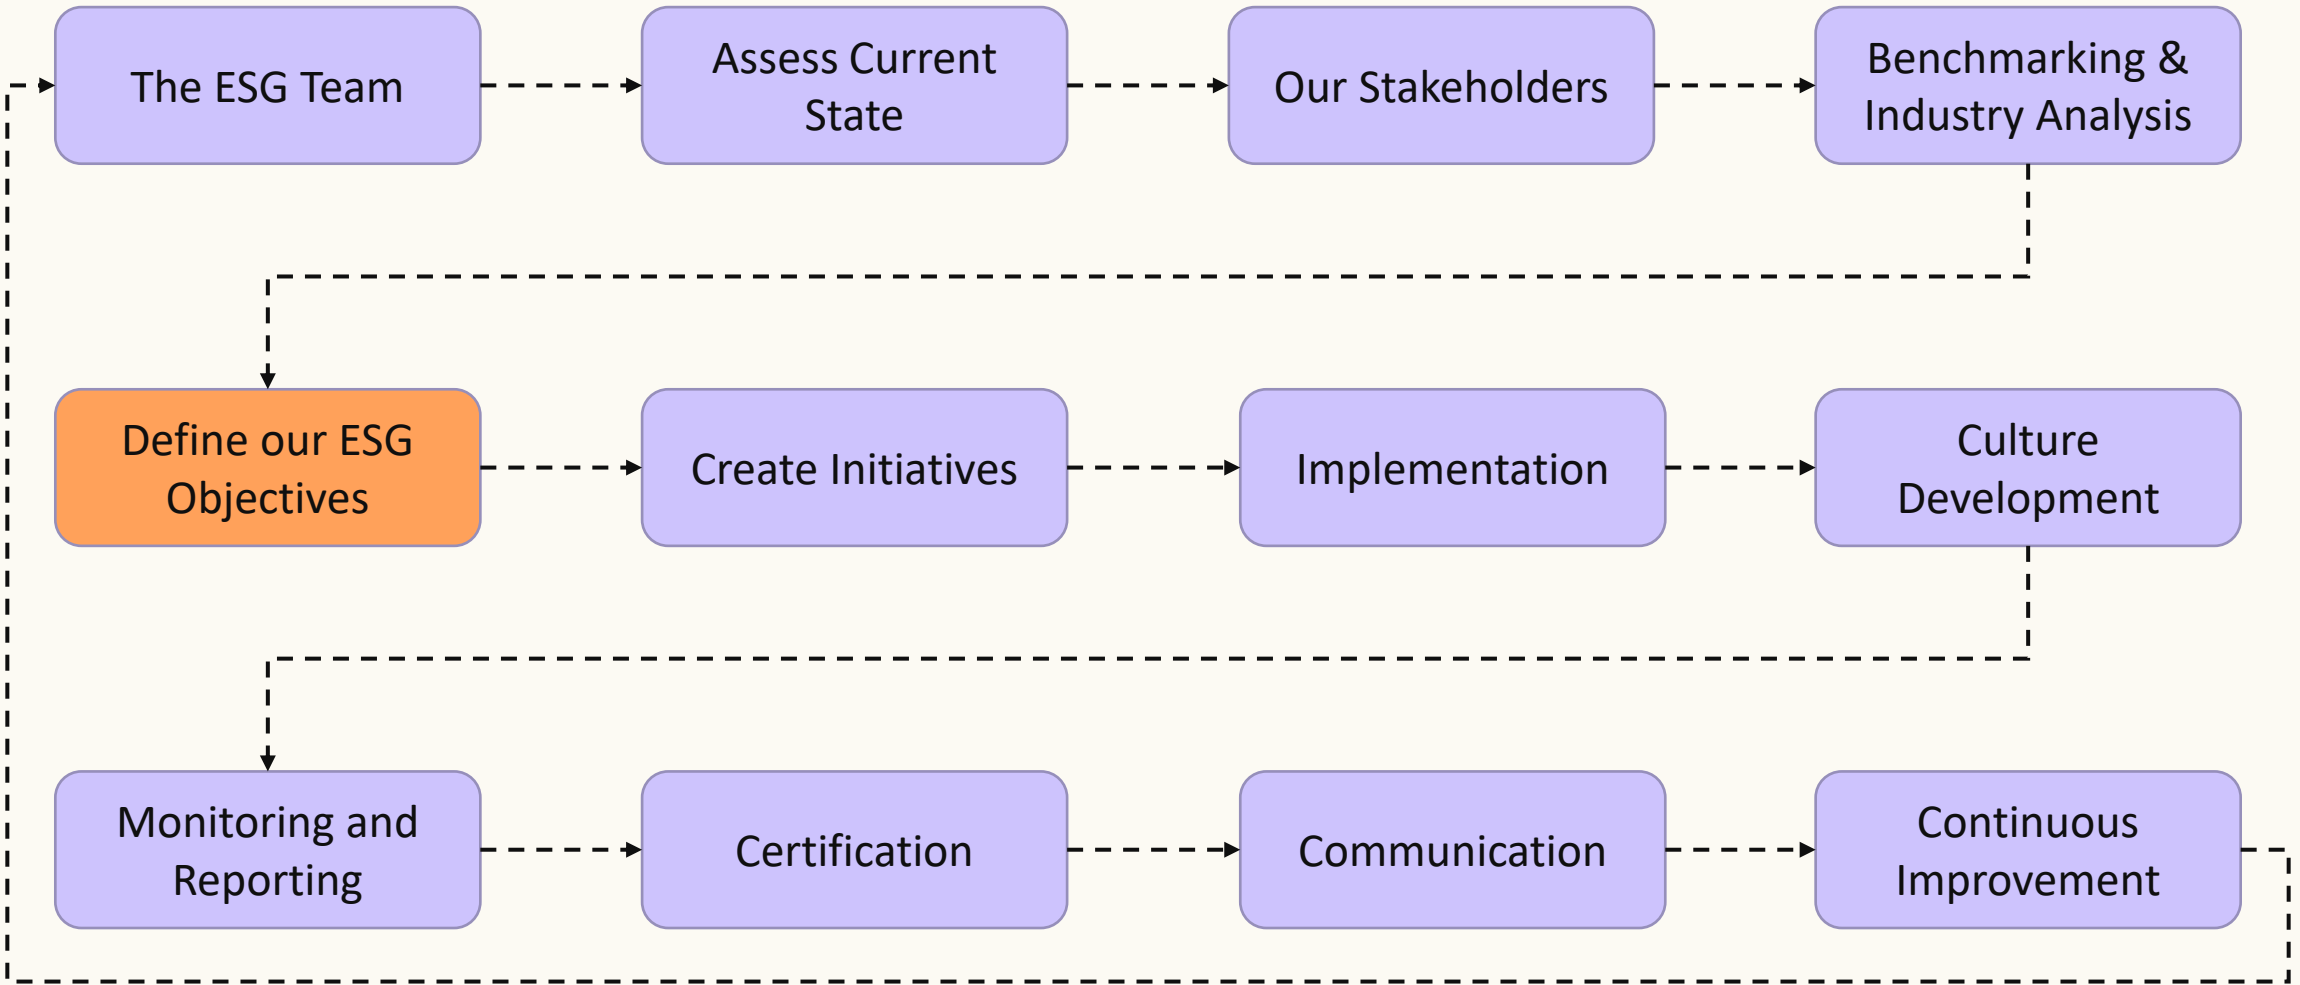 The ESG Team
Assess Current
State
Our Stakeholders
Benchmarking &
Industry Analysis
Define our ESG
Objectives
Create Initiatives
Implementation
Culture
Development
Monitoring and
Reporting
Certification
Communication
Continuous
Improvement